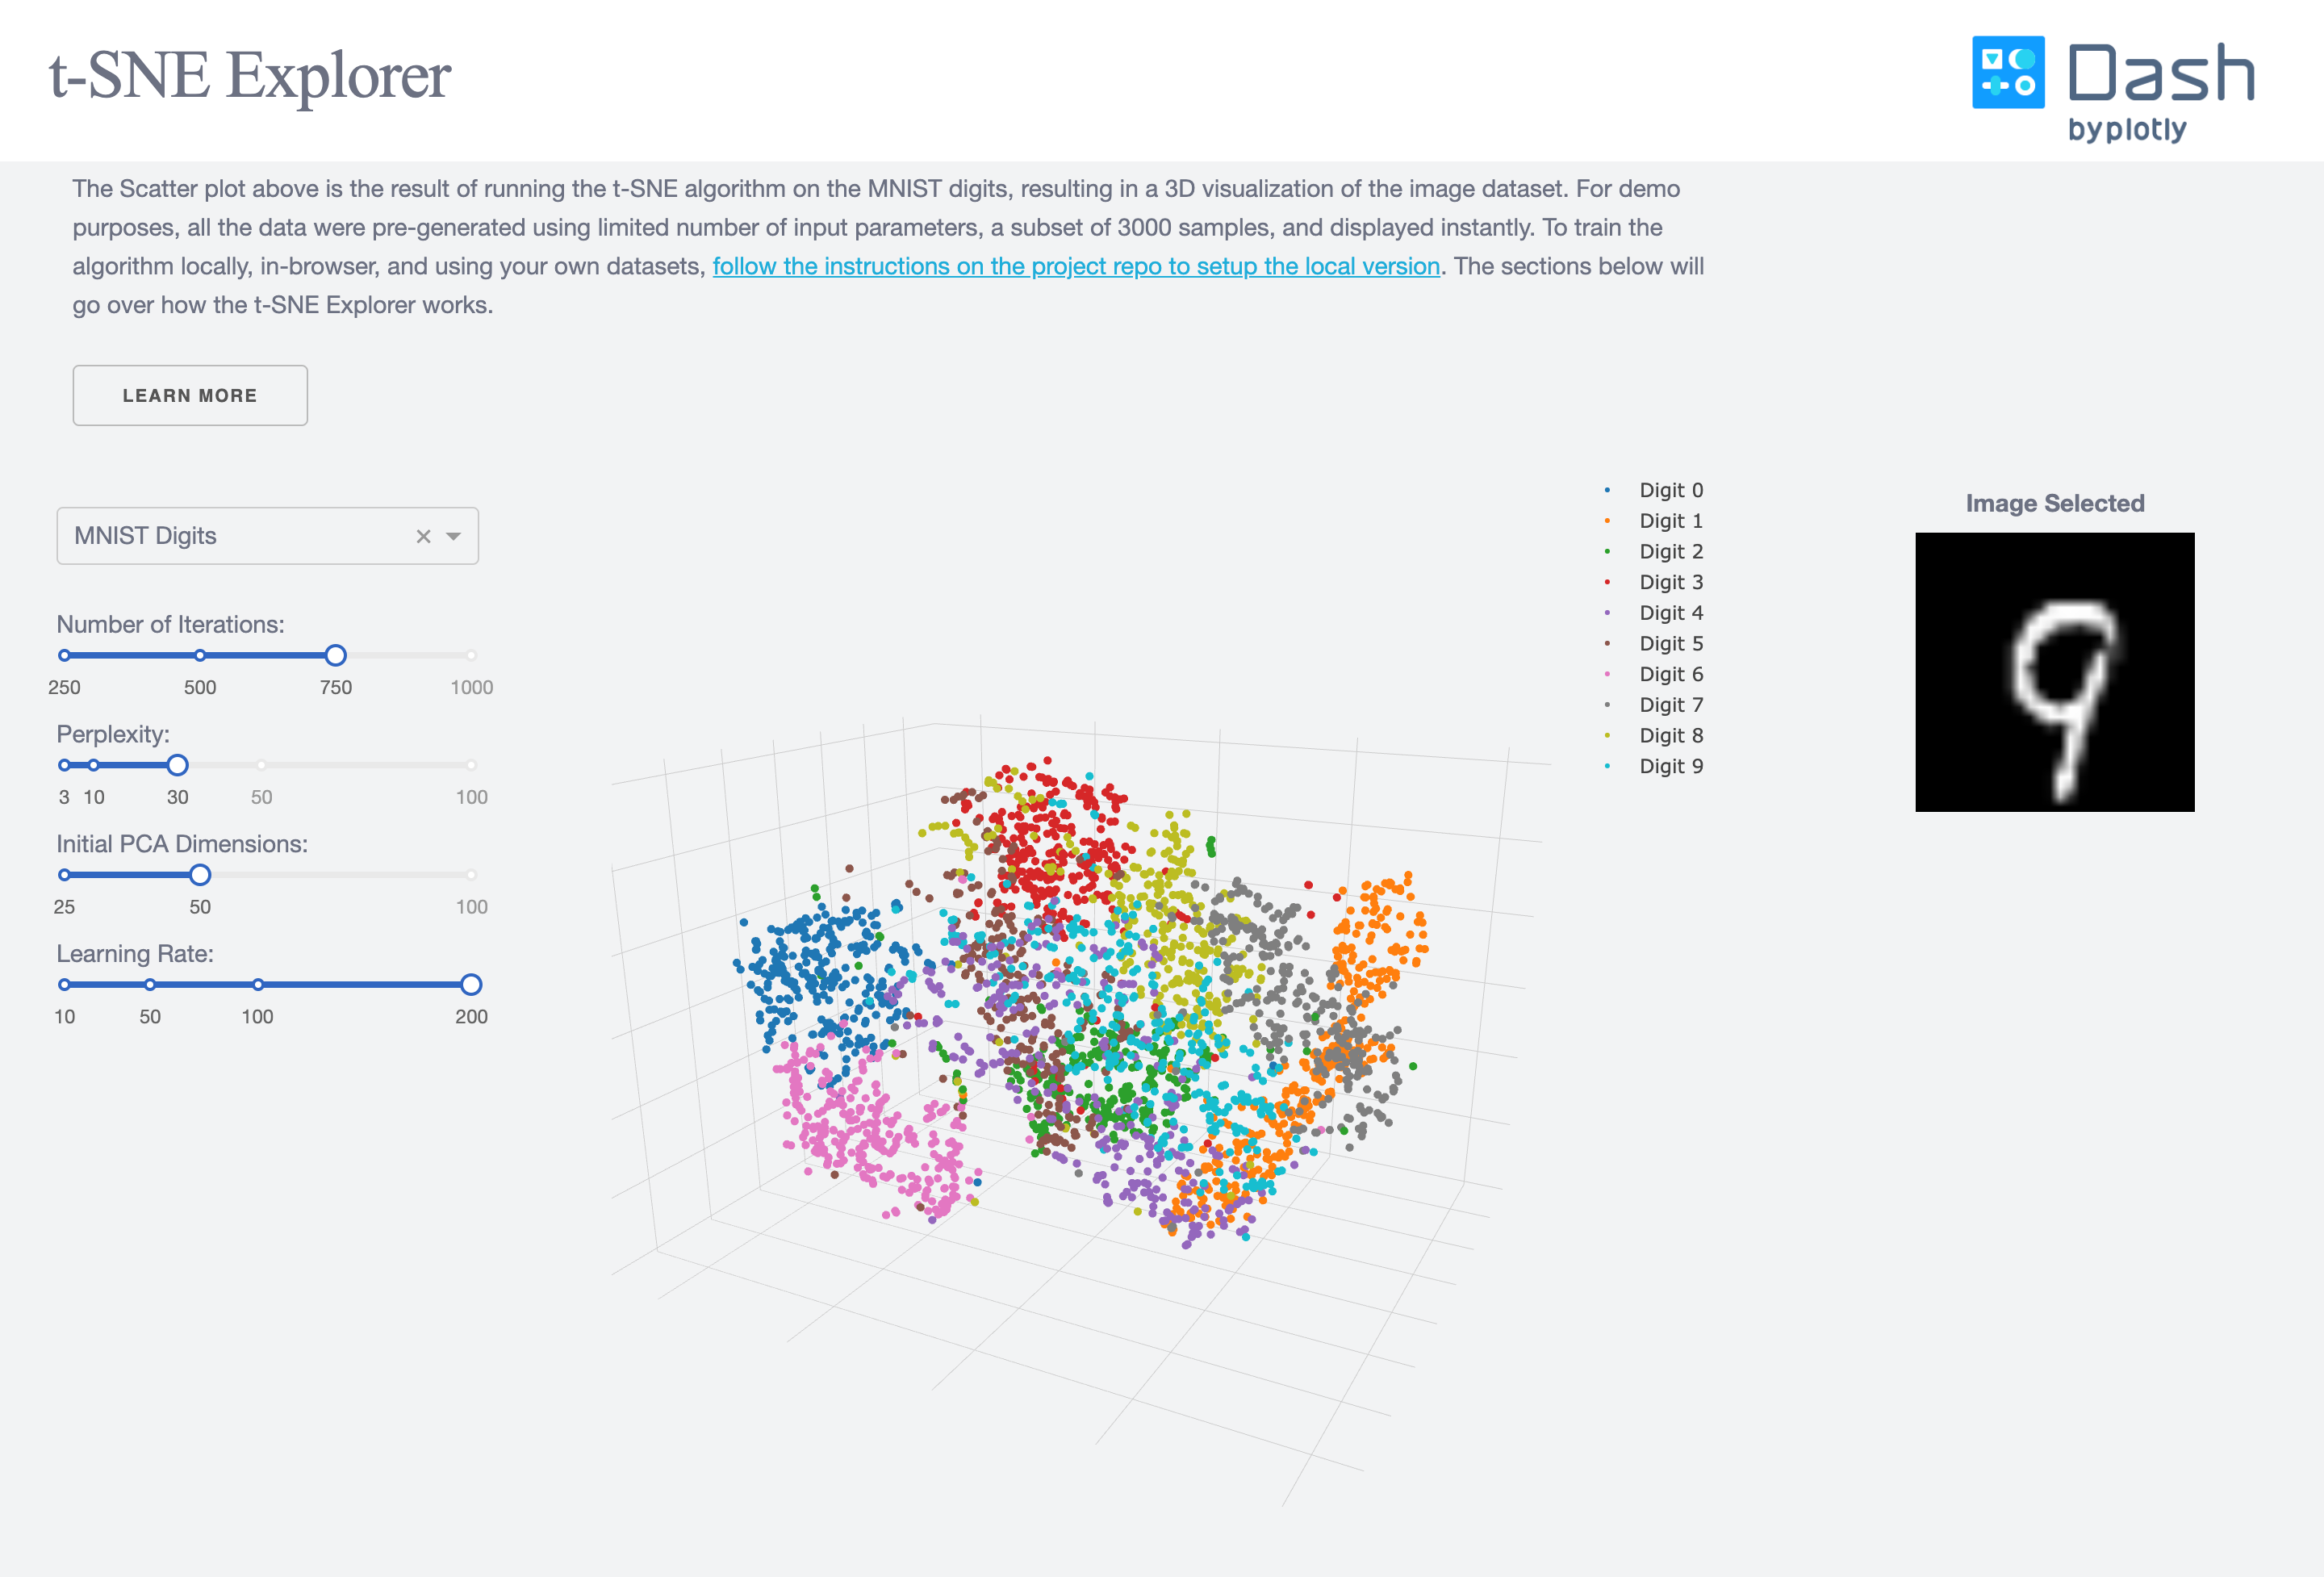 t-SNE Explorer
Dash
byplotly
The Scatter plot above is the result of running the t-SNE algorithm on the MNIST digits, resulting in a 3D visualization of the image dataset. For demo
purposes, all the data were pre-generated using limited number of input parameters, a subset of 3000 samples, and displayed instantly. To train the
algorithm locally, in-browser, and using your own datasets, follow the instructions on the project repo to setup the local version. The sections below will
go over how the t-SNE Explorer works.
LEARN MORE
MNIST Digits
Number of Iterations:
250 500 750 1000
Perplexity:
3 10 30 50 100
Initial PCA Dimensions:
25 50 100
Learning Rate:
10 50 100 200
Digit 0
Digit 1
Digit 2
Digit 3
Digit 4
Digit 5
Digit 6
Digit 7
Digit 8
Digit 9
Image Selected
9